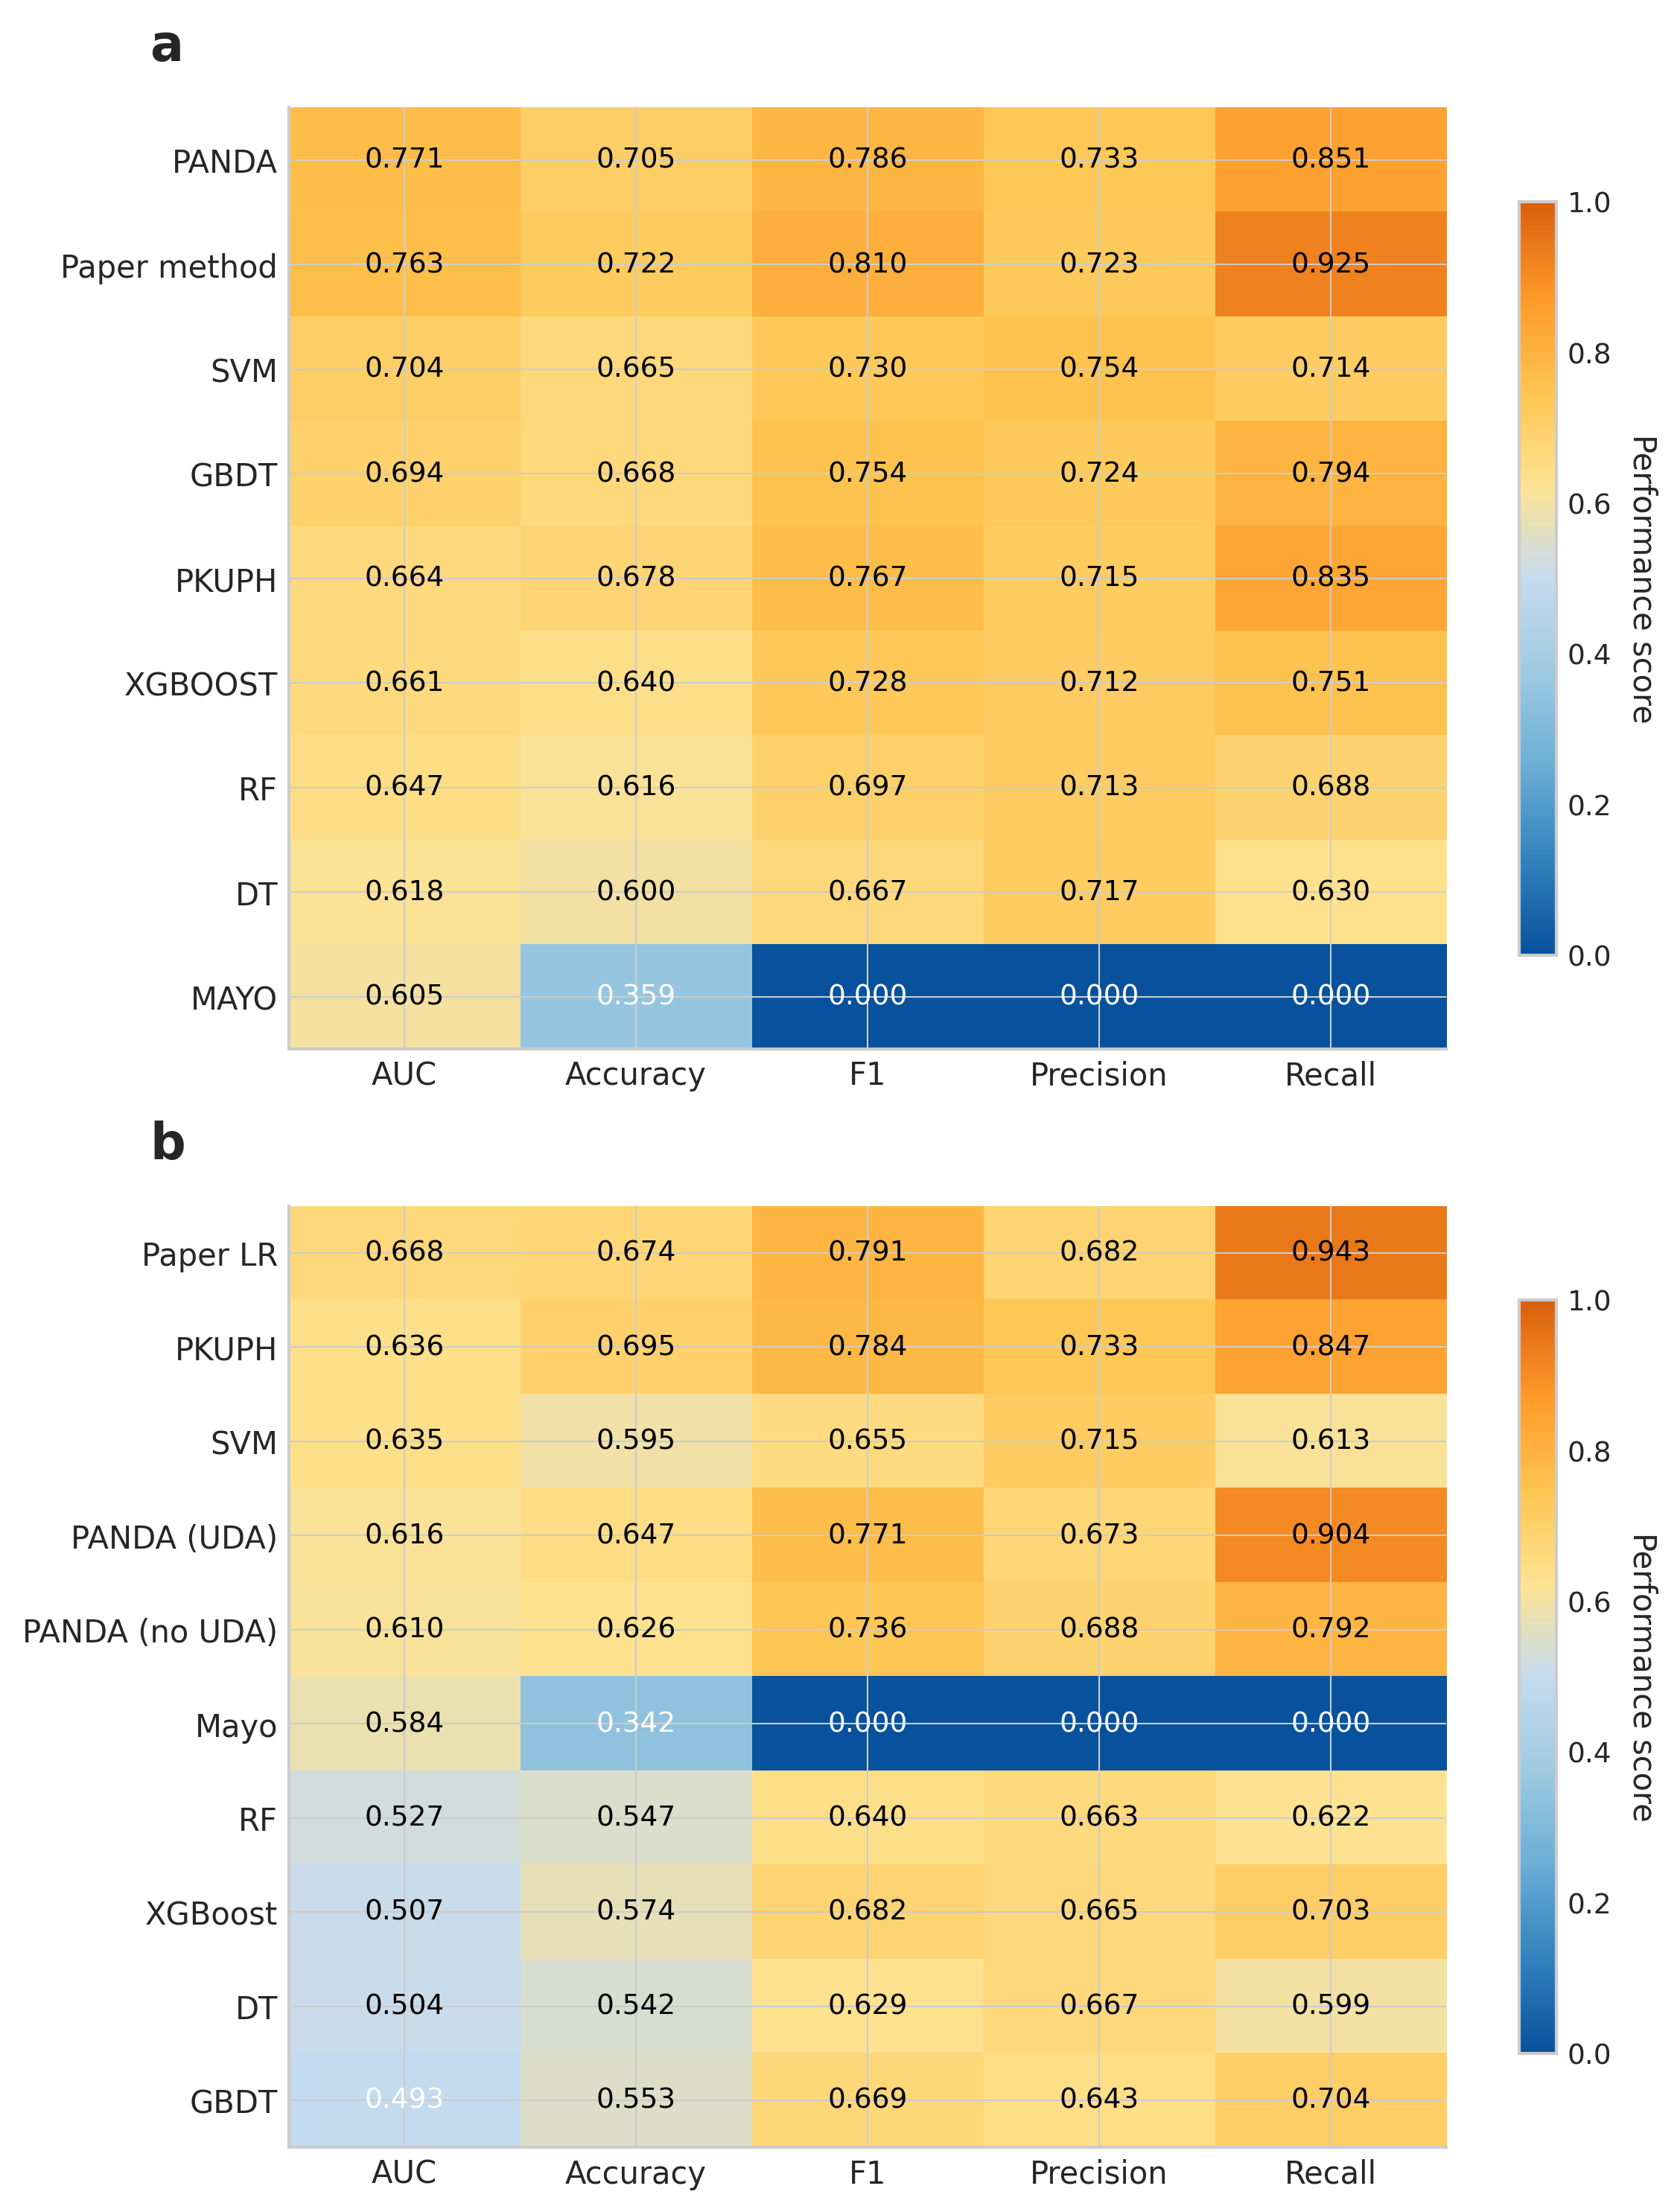 a
PANDA 0.771 0.705 0.786 0.733 0.851
Paper method 0.763 0.722 0.810 0.723 0.925
SVM 0.704 0.665 0.730 0.754 0.714
GBDT 0.694 0.668 0.754 0.724 0.794
PKUPH 0.664 0.678 0.767 0.715 0.835
XGBOOST 0.661 0.640 0.728 0.712 0.751
RF 0.647 0.616 0.697 0.713 0.688
DT 0.618 0.600 0.667 0.717 0.630
MAYO 0.605 0.359 0.000 0.000 0.000
AUC Accuracy F1 Precision Recall
1.0
0.8
0.6
0.4
0.2
0.0
Performance score
b
Paper LR 0.668 0.674 0.791 0.682 0.943
PKUPH 0.636 0.695 0.784 0.733 0.847
SVM 0.635 0.595 0.655 0.715 0.613
PANDA (UDA) 0.616 0.647 0.771 0.673 0.904
PANDA (no UDA) 0.610 0.626 0.736 0.688 0.792
Mayo 0.584 0.342 0.000 0.000 0.000
RF 0.527 0.547 0.640 0.663 0.622
XGBoost 0.507 0.574 0.682 0.665 0.703
DT 0.504 0.542 0.629 0.667 0.599
GBDT 0.493 0.553 0.669 0.643 0.704
AUC Accuracy F1 Precision Recall
1.0
0.8
0.6
0.4
0.2
0.0
Performance score